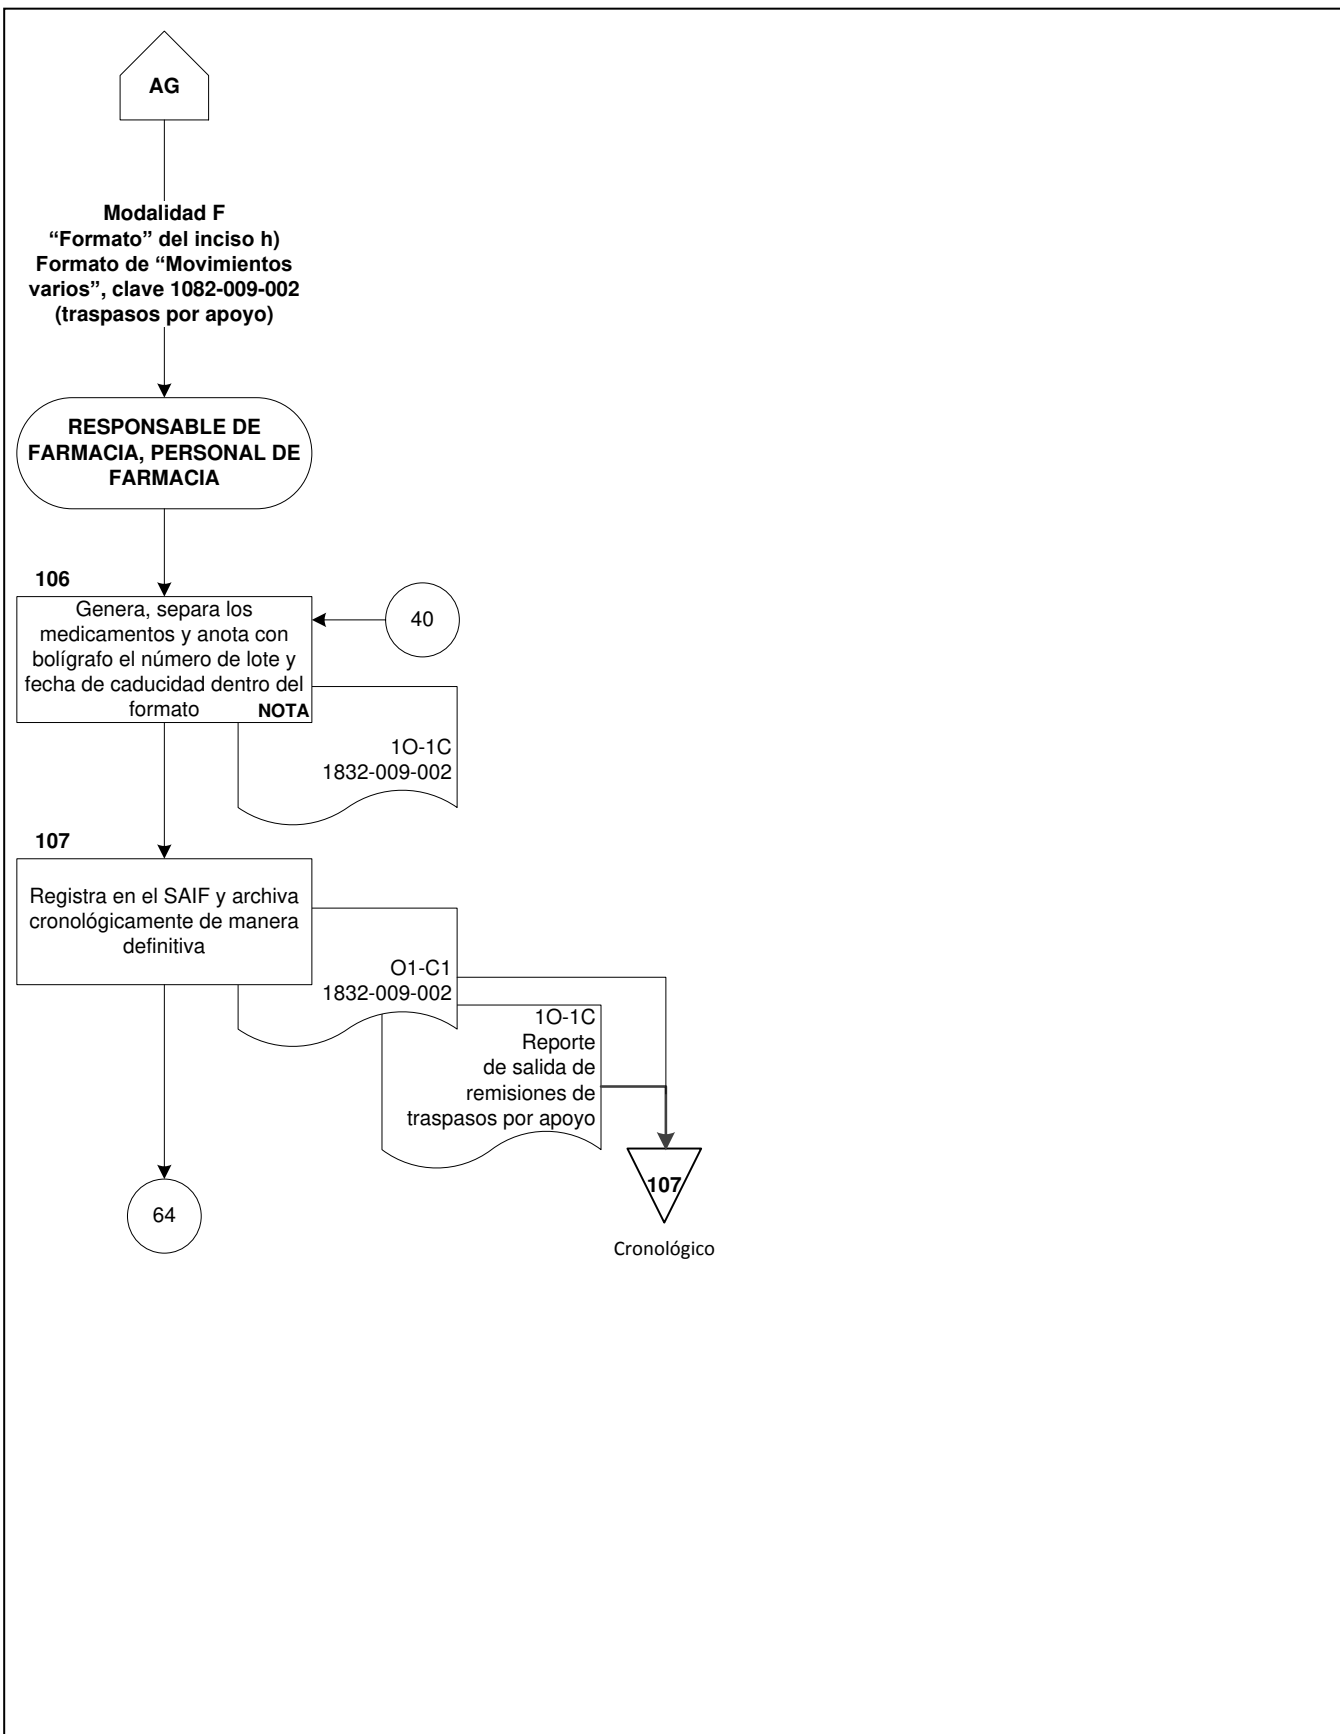 AG
Modalidad F
“Formato” del inciso h)
Formato de “Movimientos
varios”, clave 1082-009-002
(traspasos por apoyo)
RESPONSABLE DE
FARMACIA, PERSONAL DE
FARMACIA
106
Genera, separa los
medicamentos y anota con
bolígrafo el número de lote y
fecha de caducidad dentro del
formato NOTA
40
1O-1C
1832-009-002
107
Registra en el SAIF y archiva
cronológicamente de manera
definitiva
O1-C1
1832-009-002
1O-1C
Reporte
de salida de
remisiones de
traspasos por apoyo
107
Cronológico
64